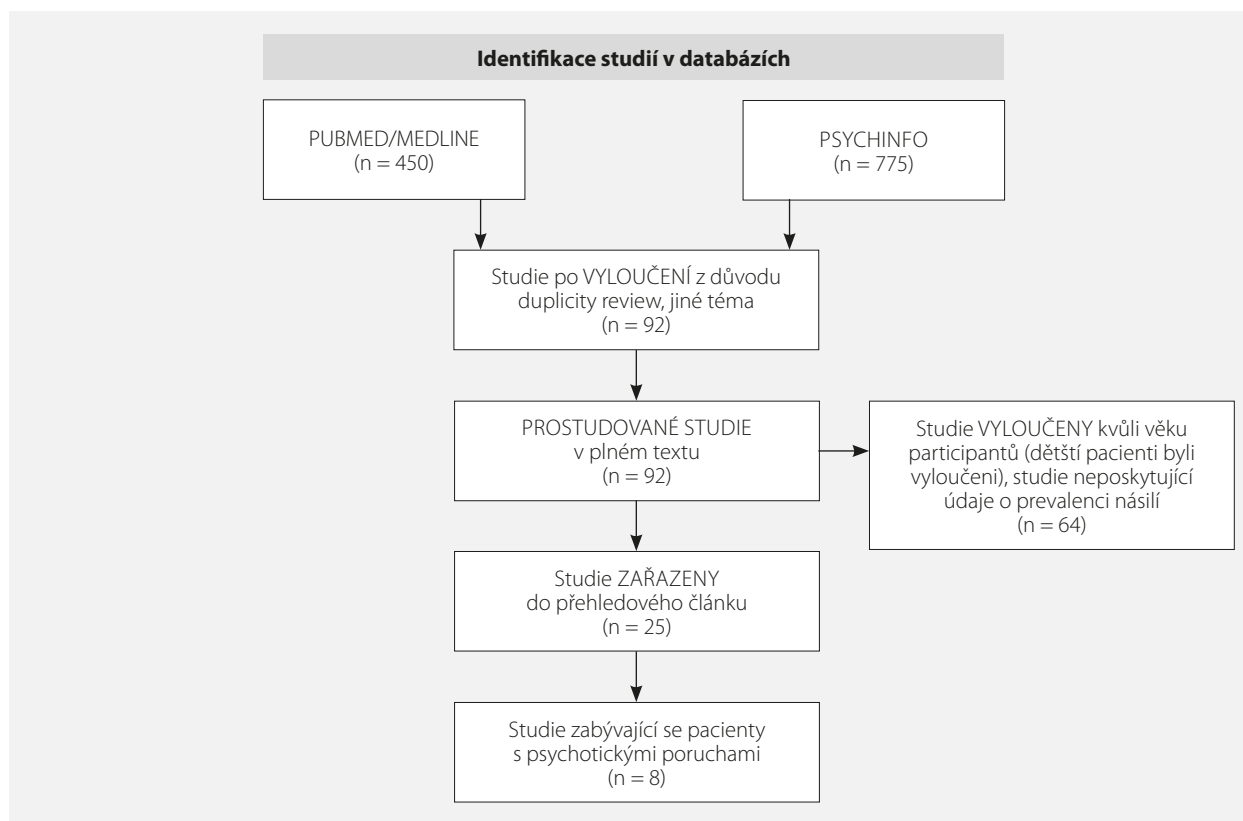 Identifikace studií v databázích
PUBMED/MEDLINE
(n = 450)
PSYCHINFO
(n = 775)
Studie po VYLOUČENÍ z důvodu
duplicity review, jiné téma
(n = 92)
PROSTUDOVANÉ STUDIE
v plném textu
(n = 92)
Studie VYLOUČENY kvůli věku
participantů (dětští pacienti byli
vyloučeni), studie neposkytující
údaje o prevalenci násilí
(n = 64)
Studie ZAŘAZENY
do přehledového článku
(n = 25)
Studie zabývající se pacienty
s psychotickými poruchami
(n = 8)